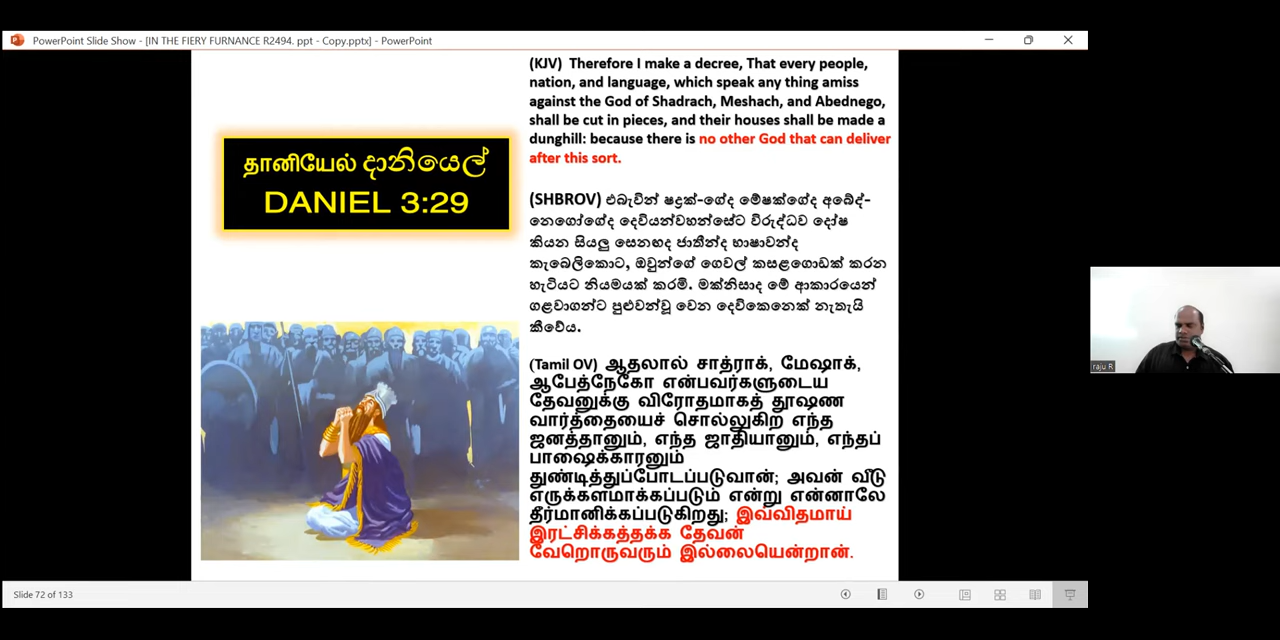 PowerPoint Slide Show - [IN THE FIERY FURNANCE R2494. ppt - Copy.pptx] - PowerPoint
தானியேல் දානියෙල්
DANIEL 3:29
(KJV) Therefore I make a decree, That every people,
nation, and language, which speak any thing amiss
against the God of Shadrach, Meshach, and Abednego,
shall be cut in pieces, and their houses shall be made a
dunghill: because there is no other God that can deliver
after this sort.
(SHBROV) එබැවින් ෂද්‍රක්-ගේද මේෂක්ගේද අබේද්-
නෙගෝගේද දෙවියන්වහන්සේට විරුද්ධව දෝෂ
කියන සියලු සෙනඟද ජාතීන්ද භාෂාවන්ද
කැබෙලිකොට, ඔවුන්ගේ ගෙවල් කසළගොඩක් කරන
හැටියට නියමයක් කරමි. මක්නිසාද මේ ආකාරයෙන්
ගළවාගන්ට පුළුවන්වූ වෙන දෙවිකෙනෙක් නැතැයි
කීවේය.
(Tamil OV) ஆதலால் சாத்ராக், மேஷாக்,
ஆபேத்நேகோ என்பவர்களுடைய
தேவனுக்கு விரோதமாகத் தூஷண
வார்த்தையைச் சொல்லுகிற எந்த
ஜனத்தானும், எந்த ஜாதியானும், எந்தப்
பாஷைக்காரனும்
துண்டித்துப்போடப்படுவான்; அவன் வீடு
எருக்களமாக்கப்படும் என்று என்னாலே
தீர்மானிக்கப்படுகிறது; இவ்விதமாய்
இரட்சிக்கத்தக்க தேவன்
வேறொருவரும் இல்லையென்றான்.
raju R
Slide 72 of 133